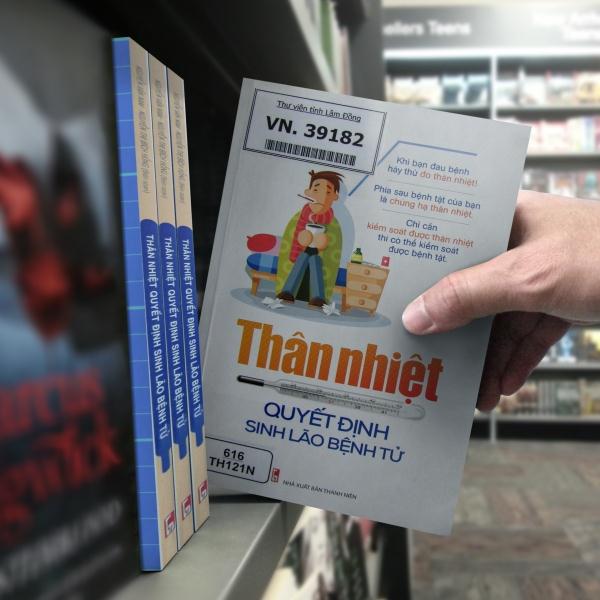 Thư viện tỉnh Lâm Đồng
VN. 39182
Khi bạn đau bệnh
hãy thử đo thân nhiệt!
Phía sau bệnh tật của bạn
là chứng hạ thân nhiệt.
Chỉ cần
kiểm soát được thân nhiệt
thì có thể kiểm soát
được bệnh tật.
Thân nhiệt
QUYẾT ĐỊNH
SINH LÃO BỆNH TỬ
616
TH121N
NHÀ XUẤT BẢN THANH NIÊN
THÂN NHIỆT QUYẾT ĐỊNH SINH LÃO BỆNH TỬ
THÂN NHIỆT QUYẾT ĐỊNH SINH LÃO BỆNH TỬ
THÂN NHIỆT QUYẾT ĐỊNH SINH LÃO BỆNH TỬ
Teens